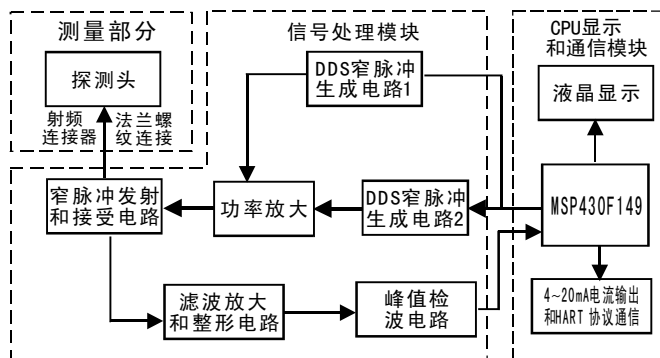 测量部分
信号处理模块
CPU显示
和通信模块
探测头
DDS窄脉冲
生成电路1
液晶显示
射频
连接器
法兰螺
纹连接
窄脉冲发射
和接受电路
功率放大
DDS窄脉冲
生成电路2
MSP430F149
滤波放大
和整形电路
峰值检
波电路
4~20mA电流输出
和HART 协议通信